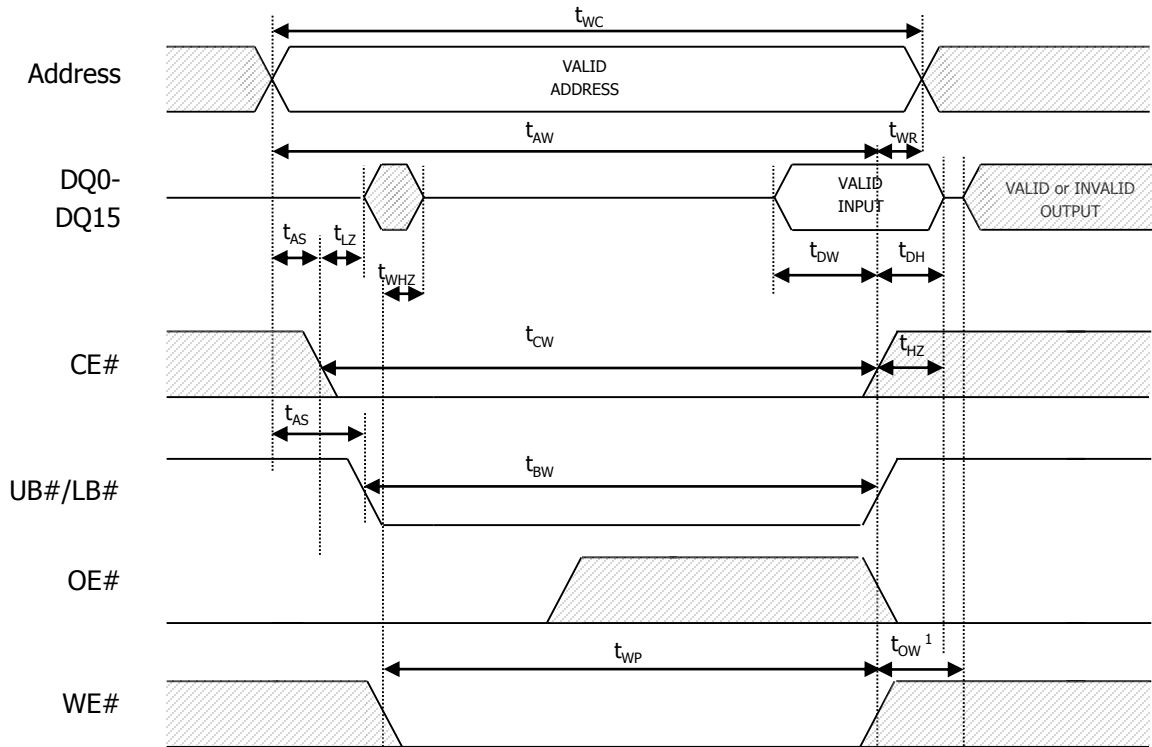 tWC
Address
VALID
ADDRESS
tAW
tWR
DQ0-
DQ15
VALID
INPUT
VALID or INVALID
OUTPUT
tAS
tLZ
tWHZ
tDW
tDH
CE#
tCW
tHZ
tAS
UB#/LB#
tBW
OE#
tWP
tOW 1
WE#